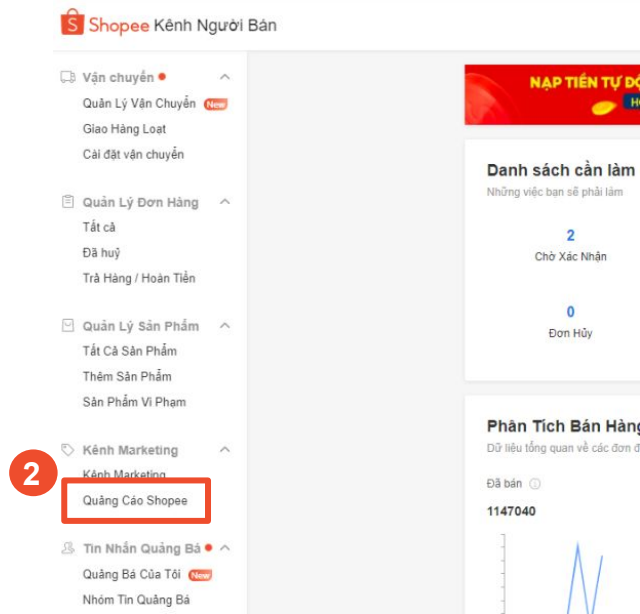 Shopee Kênh Người Bán
Vận chuyển
Quản Lý Vận Chuyển New
Giao Hàng Loạt
Cài đặt vận chuyển
Quản Lý Đơn Hàng
Tất cả
Đã huỷ
Trả Hàng / Hoàn Tiền
Quản Lý Sản Phẩm
Tất Cả Sản Phẩm
Thêm Sản Phẩm
Sản Phẩm Vi Phạm
Kênh Marketing
2
Kênh Marketing
Quảng Cáo Shopee
Tin Nhắn Quảng Bá
Quảng Bá Của Tôi New
Nhóm Tin Quảng Bá
NẠP TIỀN TỰ ĐỘ
Danh sách cần làm
Những việc bạn sẽ phải làm
2
Chờ Xác Nhận
0
Đơn Hủy
Phân Tích Bán Hàng
Dữ liệu tổng quan về các đơn đ
Đã bán
1147040